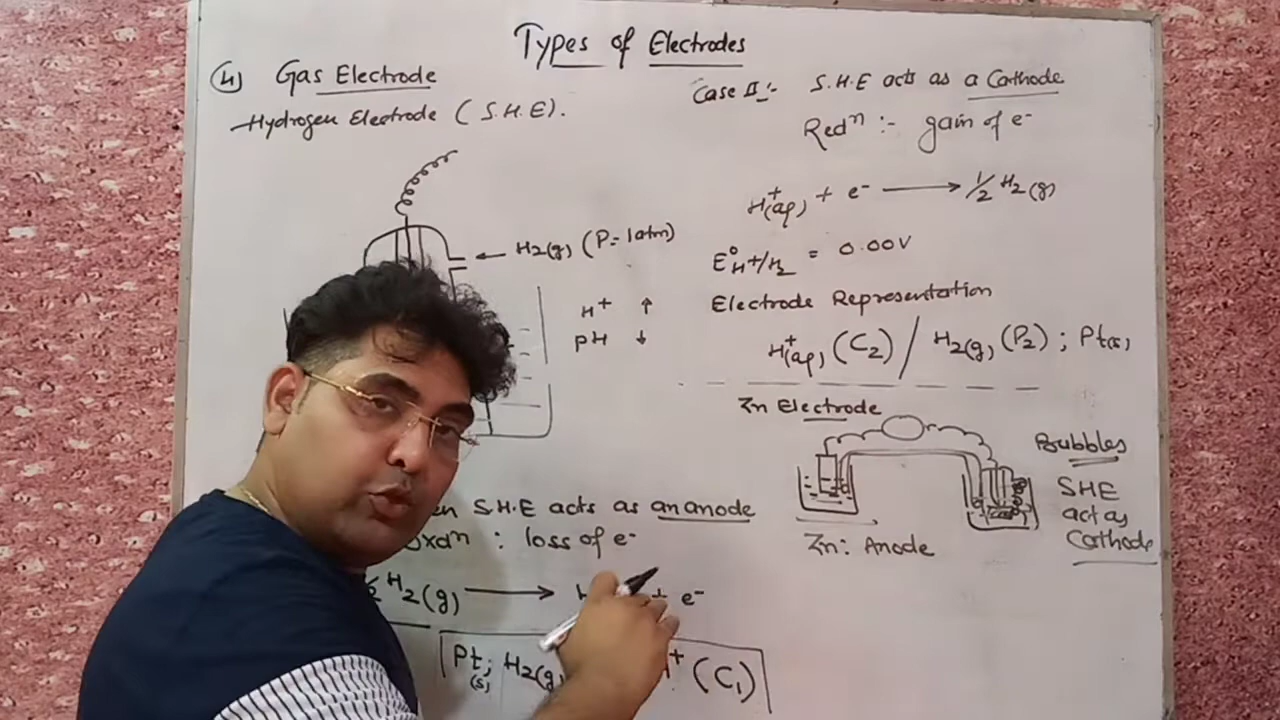 Types of Electrodes
(4) Gas Electrode
Hydrogen Electrode (S.H.E).
H2(g) (P=1atm)
H+ ↑
pH ↓
S.H.E acts as an anode
: loss of e-
½ H2(g) ⟶ + e-
Pt(s); H2(g) H+ (C1)
Case II :- S.H.E acts as a Cathode
Redn :- gain of e-
H+(aq) + e- ⟶ ½ H2(g)
E°H+/H2 = 0.00V
Electrode Representation
H+(aq) (C2) / H2(g) (P2) ; Pt(s)
Zn Electrode
Zn : Anode
Bubbles
SHE
act as
Cathode